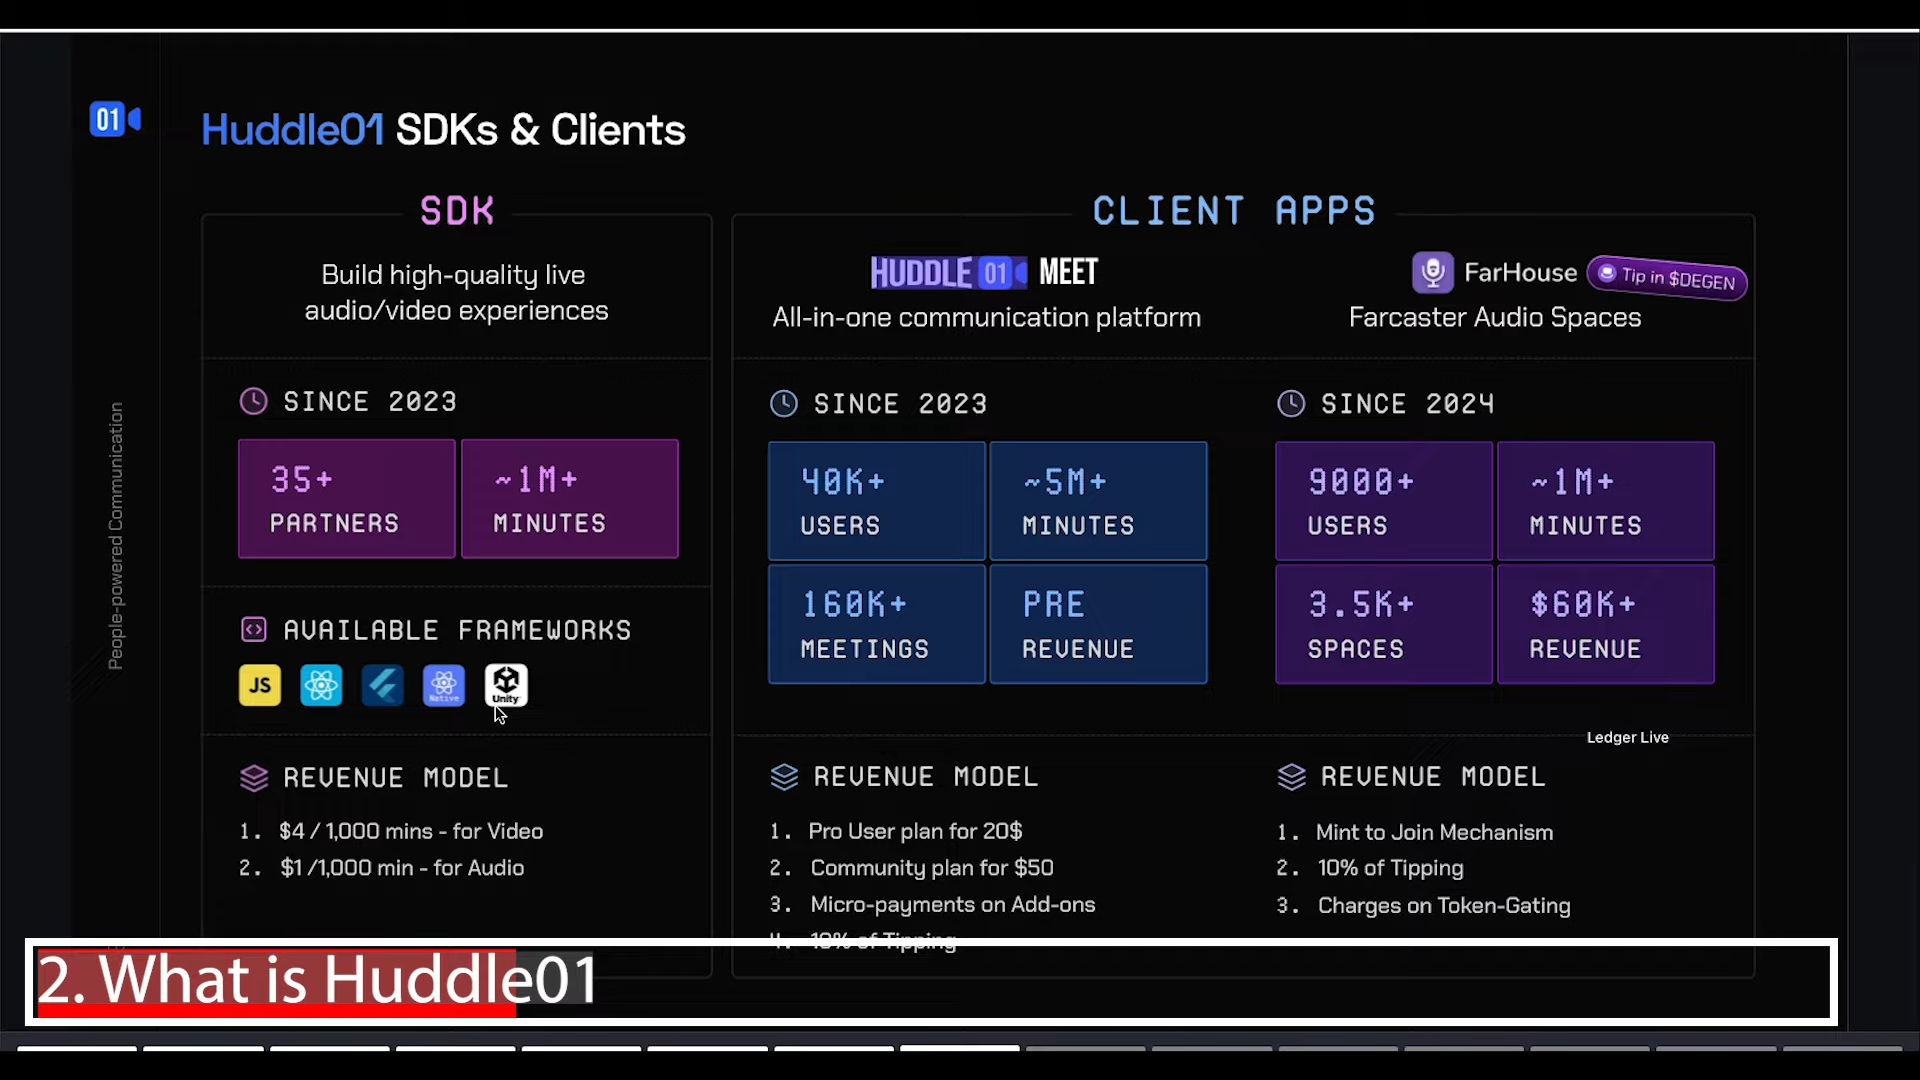 01
Huddle01 SDKs & Clients
People-powered Communication
SDK
Build high-quality live
audio/video experiences
SINCE 2023
35+
PARTNERS
~1M+
MINUTES
AVAILABLE FRAMEWORKS
JS
Native
Unity
REVENUE MODEL
1. $4 / 1,000 mins - for Video
2. $1 /1,000 min - for Audio
CLIENT APPS
HUDDLE 01 MEET
All-in-one communication platform
SINCE 2023
40K+
USERS
~5M+
MINUTES
160K+
MEETINGS
PRE
REVENUE
REVENUE MODEL
1. Pro User plan for 20$
2. Community plan for $50
3. Micro-payments on Add-ons
4. 10% of Tipping
FarHouse
Tip in $DEGEN
Farcaster Audio Spaces
SINCE 2024
9000+
USERS
~1M+
MINUTES
3.5K+
SPACES
$60K+
REVENUE
Ledger Live
REVENUE MODEL
1. Mint to Join Mechanism
2. 10% of Tipping
3. Charges on Token-Gating
2. What is Huddle01